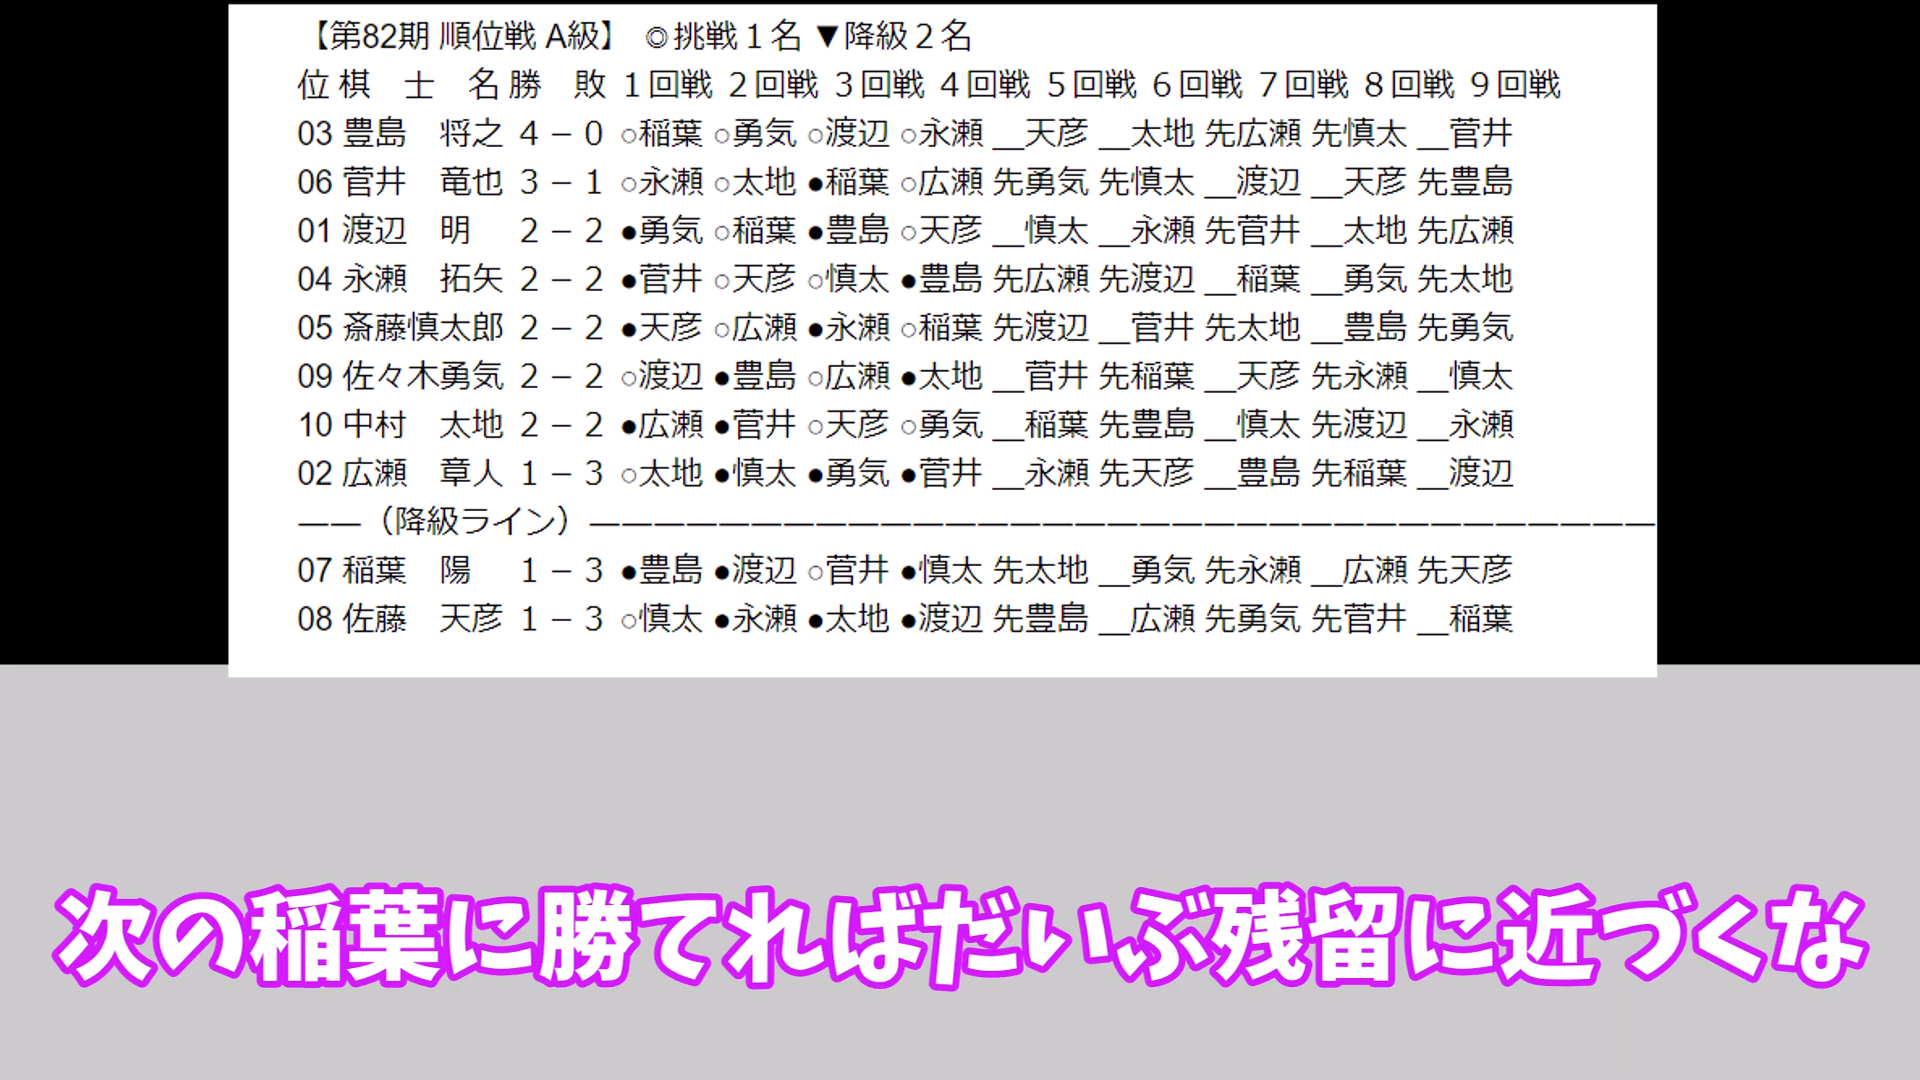 【第82期 順位戦 A級】 ◎挑戦１名 ▼降級２名
位 棋　士　名 勝　敗 １回戦 ２回戦 ３回戦 ４回戦 ５回戦 ６回戦 ７回戦 ８回戦 ９回戦
03 豊島　将之 ４－０ ○稲葉 ○勇気 ○渡辺 ○永瀬 __天彦 __太地 先広瀬 先慎太 __菅井
06 菅井　竜也 ３－１ ○永瀬 ○太地 ●稲葉 ○広瀬 先勇気 先慎太 __渡辺 __天彦 先豊島
01 渡辺　明　 ２－２ ●勇気 ○稲葉 ●豊島 ○天彦 __慎太 __永瀬 先菅井 __太地 先広瀬
04 永瀬　拓矢 ２－２ ●菅井 ○天彦 ○慎太 ●豊島 先広瀬 先渡辺 __稲葉 __勇気 先太地
05 斎藤慎太郎 ２－２ ●天彦 ○広瀬 ●永瀬 ○稲葉 先渡辺 __菅井 先太地 __豊島 先勇気
09 佐々木勇気 ２－２ ○渡辺 ●豊島 ○広瀬 ●太地 __菅井 先稲葉 __天彦 先永瀬 __慎太
10 中村　太地 ２－２ ●広瀬 ●菅井 ○天彦 ○勇気 __稲葉 先豊島 __慎太 先渡辺 __永瀬
02 広瀬　章人 １－３ ○太地 ●慎太 ●勇気 ●菅井 __永瀬 先天彦 __豊島 先稲葉 __渡辺
――（降級ライン）―――――――――――――――――――――――――――――――――
07 稲葉　陽　 １－３ ●豊島 ●渡辺 ○菅井 ●慎太 先太地 __勇気 先永瀬 __広瀬 先天彦
08 佐藤　天彦 １－３ ○慎太 ●永瀬 ●太地 ●渡辺 先豊島 __広瀬 先勇気 先菅井 __稲葉
次の稲葉に勝てればだいぶ残留に近づくな